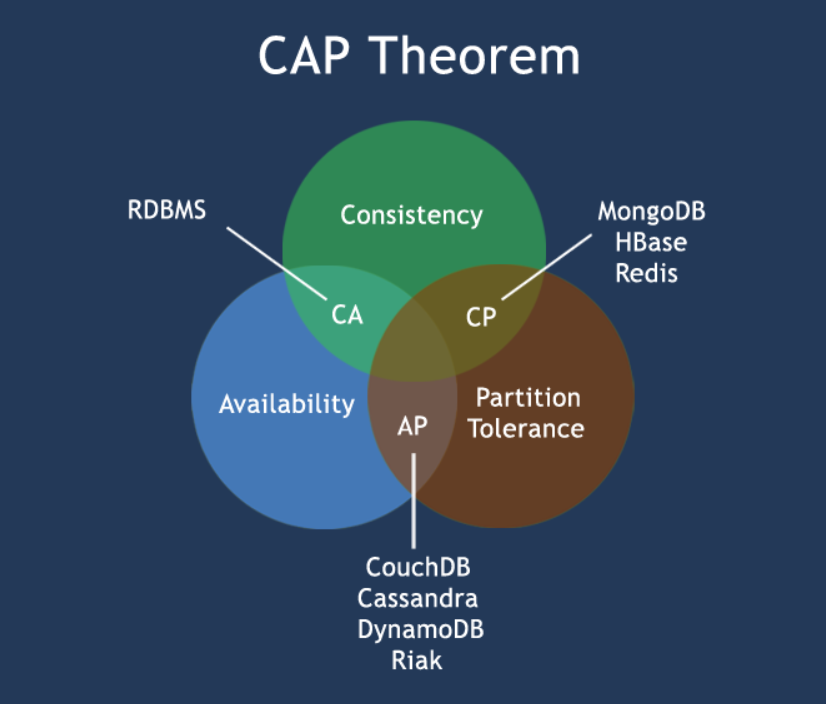 CAP Theorem
RDBMS
Consistency
MongoDB
HBase
Redis
CA
CP
Availability
Partition
Tolerance
AP
CouchDB
Cassandra
DynamoDB
Riak